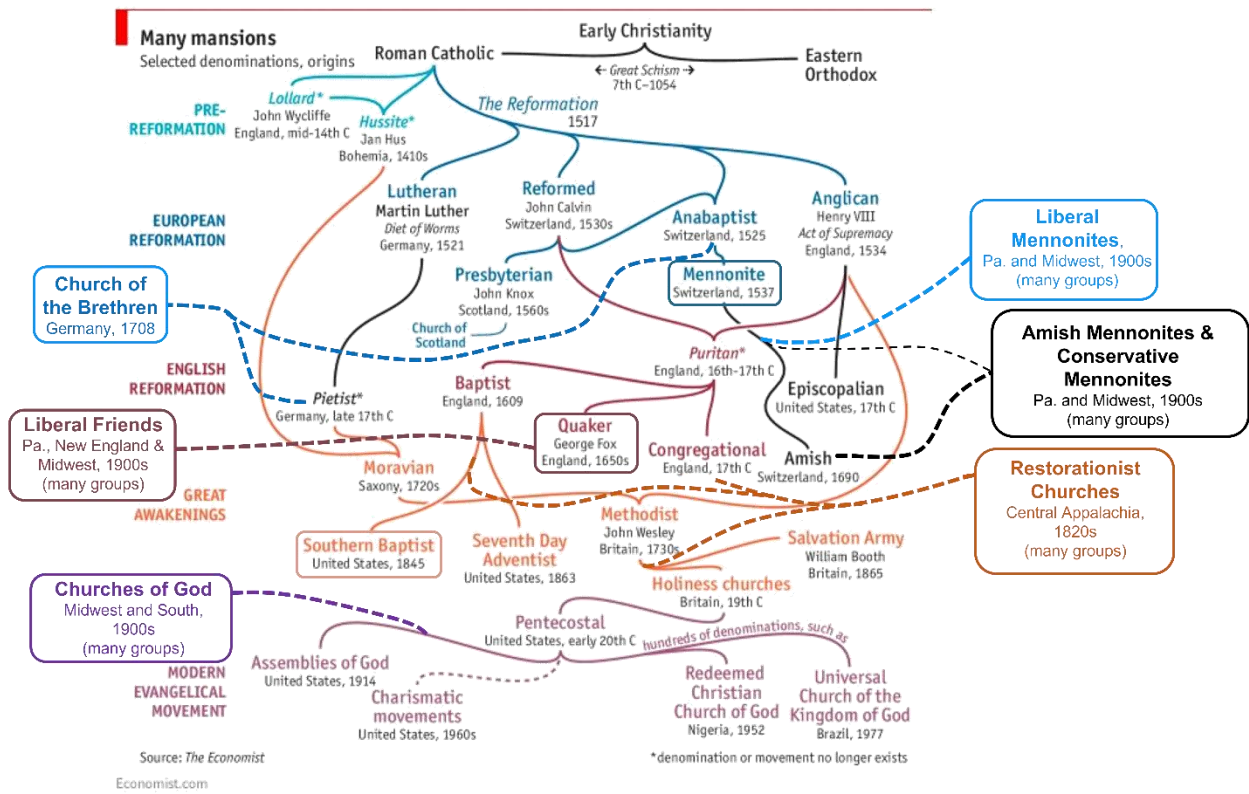 Many mansions
Selected denominations, origins
Early Christianity
Roman Catholic
← Great Schism →
7th C–1054
Eastern
Orthodox
PRE-
REFORMATION
Lollard*
John Wycliffe
England, mid-14th C
Hussite*
Jan Hus
Bohemia, 1410s
The Reformation
1517
EUROPEAN
REFORMATION
Lutheran
Martin Luther
Diet of Worms
Germany, 1521
Reformed
John Calvin
Switzerland, 1530s
Anabaptist
Switzerland, 1525
Anglican
Henry VIII
Act of Supremacy
England, 1534
Liberal
Mennonites,
Pa. and Midwest, 1900s
(many groups)
Church of
the Brethren
Germany, 1708
Presbyterian
John Knox
Scotland, 1560s
Church of
Scotland
Mennonite
Switzerland, 1537
Amish Mennonites &
Conservative
Mennonites
Pa. and Midwest, 1900s
(many groups)
ENGLISH
REFORMATION
Pietist*
Germany, late 17th C
Baptist
England, 1609
Puritan*
England, 16th-17th C
Episcopalian
United States, 17th C
Liberal Friends
Pa., New England &
Midwest, 1900s
(many groups)
Quaker
George Fox
England, 1650s
Congregational
England, 17th C
Amish
Switzerland, 1690
Restorationist
Churches
Central Appalachia,
1820s
(many groups)
GREAT
AWAKENINGS
Moravian
Saxony, 1720s
Methodist
John Wesley
Britain, 1730s
Southern Baptist
United States, 1845
Seventh Day
Adventist
United States, 1863
Salvation Army
William Booth
Britain, 1865
Holiness churches
Britain, 19th C
Churches of God
Midwest and South,
1900s
(many groups)
Pentecostal
United States, early 20th C
hundreds of denominations, such as
MODERN
EVANGELICAL
MOVEMENT
Assemblies of God
United States, 1914
Charismatic
movements
United States, 1960s
Redeemed
Christian
Church of God
Nigeria, 1952
Universal
Church of the
Kingdom of God
Brazil, 1977
Source: The Economist
*denomination or movement no longer exists
Economist.com